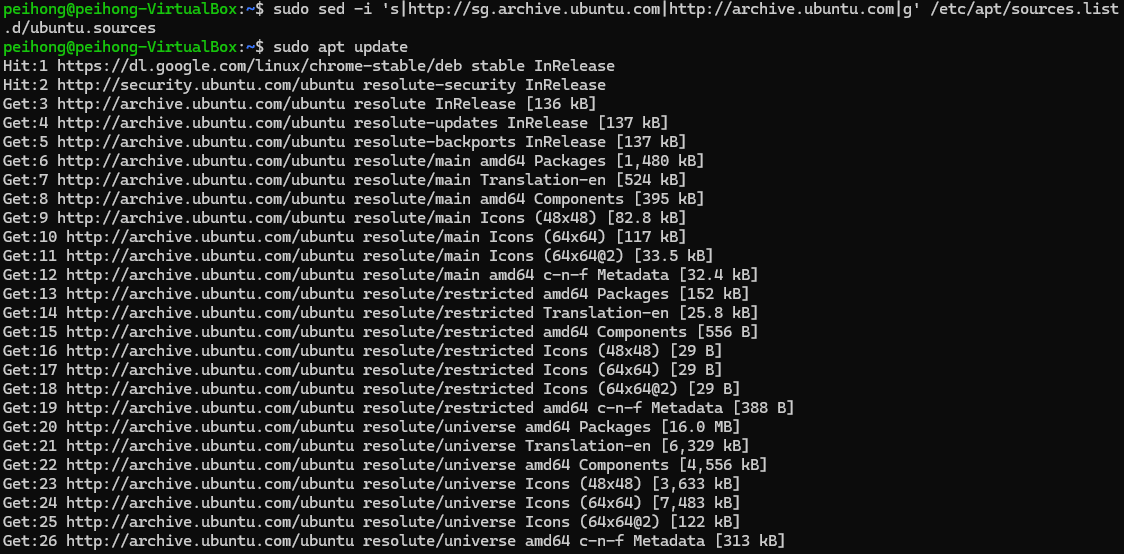 peihong@peihong-VirtualBox:~$ sudo sed -i 's|http://sg.archive.ubuntu.com|http://archive.ubuntu.com|g' /etc/apt/sources.list
.d/ubuntu.sources
peihong@peihong-VirtualBox:~$ sudo apt update
Hit:1 https://dl.google.com/linux/chrome-stable/deb stable InRelease
Hit:2 http://security.ubuntu.com/ubuntu resolute-security InRelease
Get:3 http://archive.ubuntu.com/ubuntu resolute InRelease [136 kB]
Get:4 http://archive.ubuntu.com/ubuntu resolute-updates InRelease [137 kB]
Get:5 http://archive.ubuntu.com/ubuntu resolute-backports InRelease [137 kB]
Get:6 http://archive.ubuntu.com/ubuntu resolute/main amd64 Packages [1,480 kB]
Get:7 http://archive.ubuntu.com/ubuntu resolute/main Translation-en [524 kB]
Get:8 http://archive.ubuntu.com/ubuntu resolute/main amd64 Components [395 kB]
Get:9 http://archive.ubuntu.com/ubuntu resolute/main Icons (48x48) [82.8 kB]
Get:10 http://archive.ubuntu.com/ubuntu resolute/main Icons (64x64) [117 kB]
Get:11 http://archive.ubuntu.com/ubuntu resolute/main Icons (64x64@2) [33.5 kB]
Get:12 http://archive.ubuntu.com/ubuntu resolute/main amd64 c-n-f Metadata [32.4 kB]
Get:13 http://archive.ubuntu.com/ubuntu resolute/restricted amd64 Packages [152 kB]
Get:14 http://archive.ubuntu.com/ubuntu resolute/restricted Translation-en [25.8 kB]
Get:15 http://archive.ubuntu.com/ubuntu resolute/restricted amd64 Components [556 B]
Get:16 http://archive.ubuntu.com/ubuntu resolute/restricted Icons (48x48) [29 B]
Get:17 http://archive.ubuntu.com/ubuntu resolute/restricted Icons (64x64) [29 B]
Get:18 http://archive.ubuntu.com/ubuntu resolute/restricted Icons (64x64@2) [29 B]
Get:19 http://archive.ubuntu.com/ubuntu resolute/restricted amd64 c-n-f Metadata [388 B]
Get:20 http://archive.ubuntu.com/ubuntu resolute/universe amd64 Packages [16.0 MB]
Get:21 http://archive.ubuntu.com/ubuntu resolute/universe Translation-en [6,329 kB]
Get:22 http://archive.ubuntu.com/ubuntu resolute/universe amd64 Components [4,556 kB]
Get:23 http://archive.ubuntu.com/ubuntu resolute/universe Icons (48x48) [3,633 kB]
Get:24 http://archive.ubuntu.com/ubuntu resolute/universe Icons (64x64) [7,483 kB]
Get:25 http://archive.ubuntu.com/ubuntu resolute/universe Icons (64x64@2) [122 kB]
Get:26 http://archive.ubuntu.com/ubuntu resolute/universe amd64 c-n-f Metadata [313 kB]